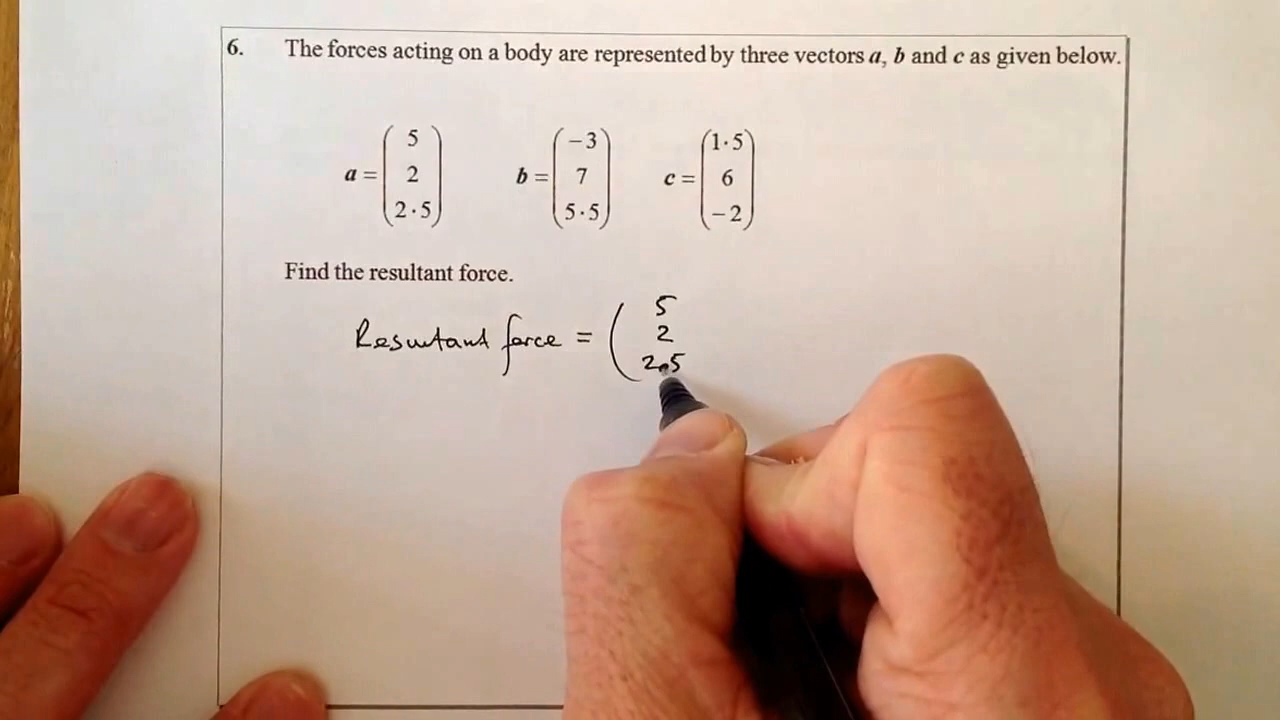 6. The forces acting on a body are represented by three vectors a, b and c as given below.
a = ( 5 2 2·5 ) b = ( −3 7 5·5 ) c = ( 1·5 6 −2 )
Find the resultant force.
Resultant force = ( 5 2 2.5